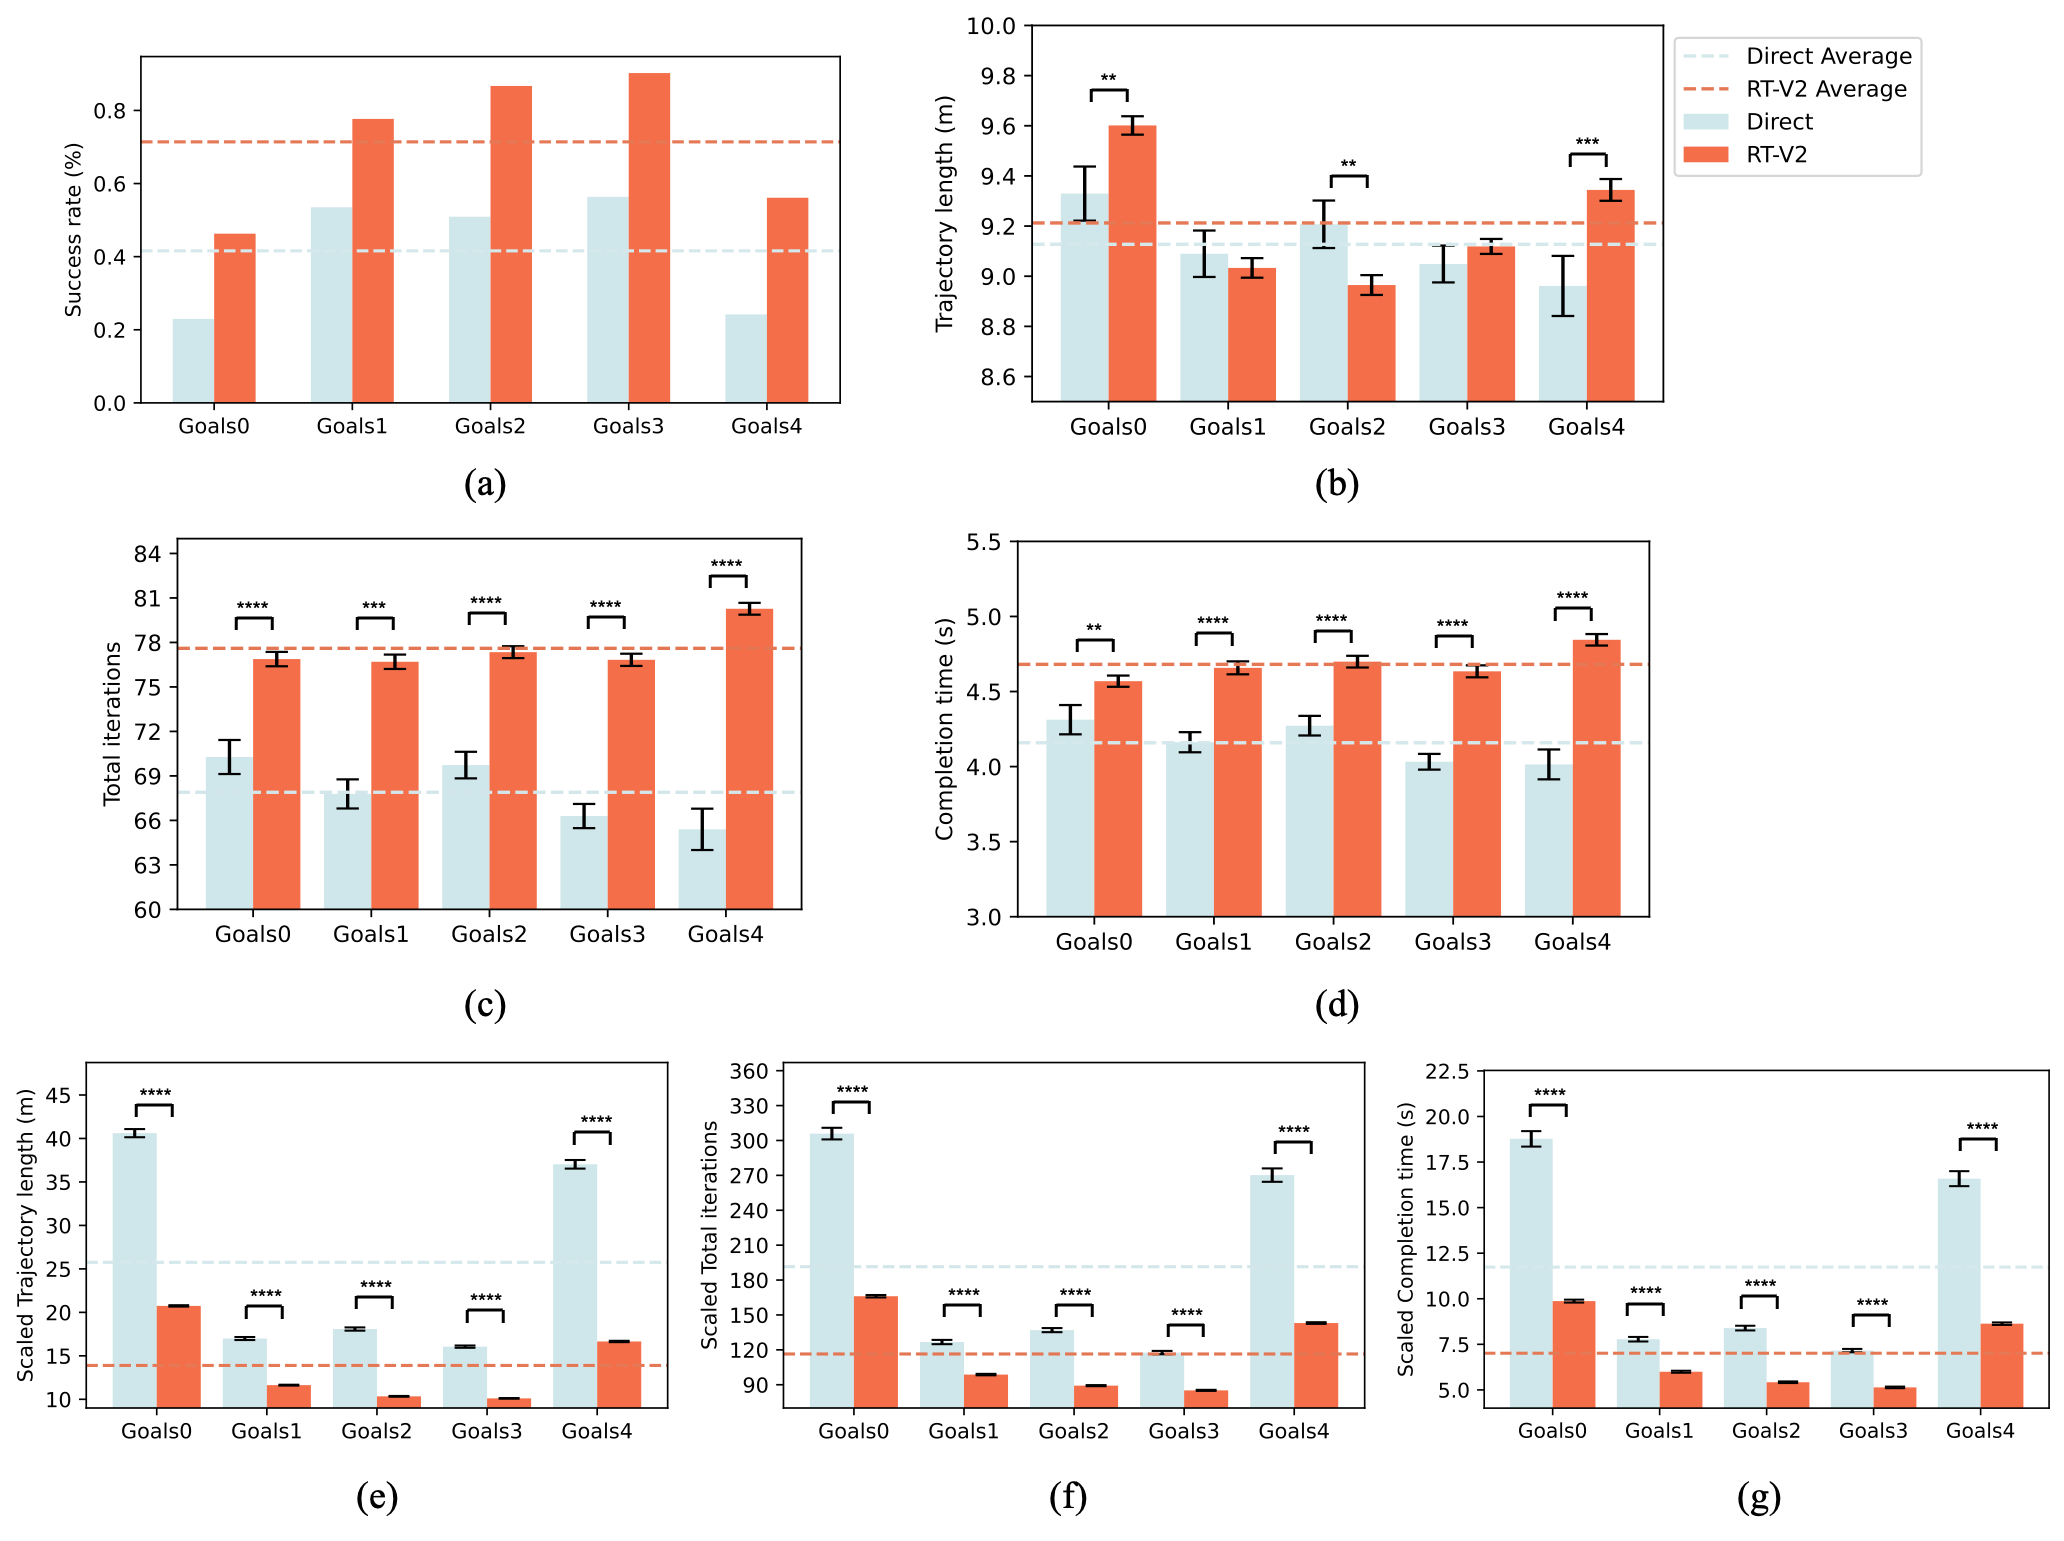 Success rate (%)
0.8
0.6
0.4
0.2
0.0
Goals0 Goals1 Goals2 Goals3 Goals4
(a)
Trajectory length (m)
10.0
9.8
9.6
9.4
9.2
9.0
8.8
8.6
** ** ***
Goals0 Goals1 Goals2 Goals3 Goals4
(b)
Direct Average
RT-V2 Average
Direct
RT-V2
Total iterations
84
81
78
75
72
69
66
63
60
**** *** **** **** ****
Goals0 Goals1 Goals2 Goals3 Goals4
(c)
Completion time (s)
5.5
5.0
4.5
4.0
3.5
3.0
** **** **** **** ****
Goals0 Goals1 Goals2 Goals3 Goals4
(d)
Scaled Trajectory length (m)
45
40
35
30
25
20
15
10
**** **** **** **** ****
Goals0 Goals1 Goals2 Goals3 Goals4
(e)
Scaled Total iterations
360
330
300
270
240
210
180
150
120
90
**** **** **** **** ****
Goals0 Goals1 Goals2 Goals3 Goals4
(f)
Scaled Completion time (s)
22.5
20.0
17.5
15.0
12.5
10.0
7.5
5.0
**** **** **** **** ****
Goals0 Goals1 Goals2 Goals3 Goals4
(g)